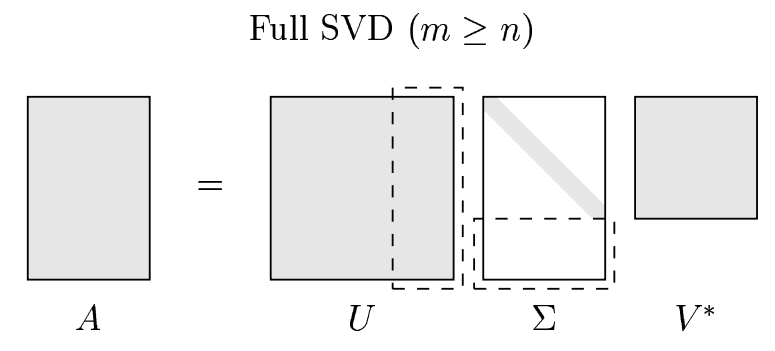 Full SVD (m ≥ n)
=
A U Σ V*